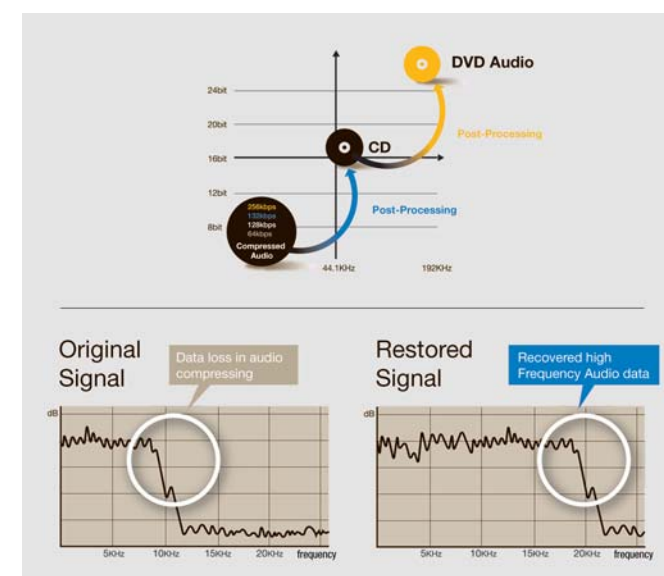 DVD Audio
24bit
20bit
Post-Processing
CD
16bit
12bit
256kbps
132kbps
128kbps
64kbps
Post-Processing
8bit
Compressed
Audio
44.1KHz
192KHz
Original
Signal
Data loss in audio
compressing
Restored
Signal
Recovered high
Frequency Audio data
dB
5KHz
10KHz
15KHz
20KHz
frequency
dB
5KHz
10KHz
15KHz
20KHz
frequency